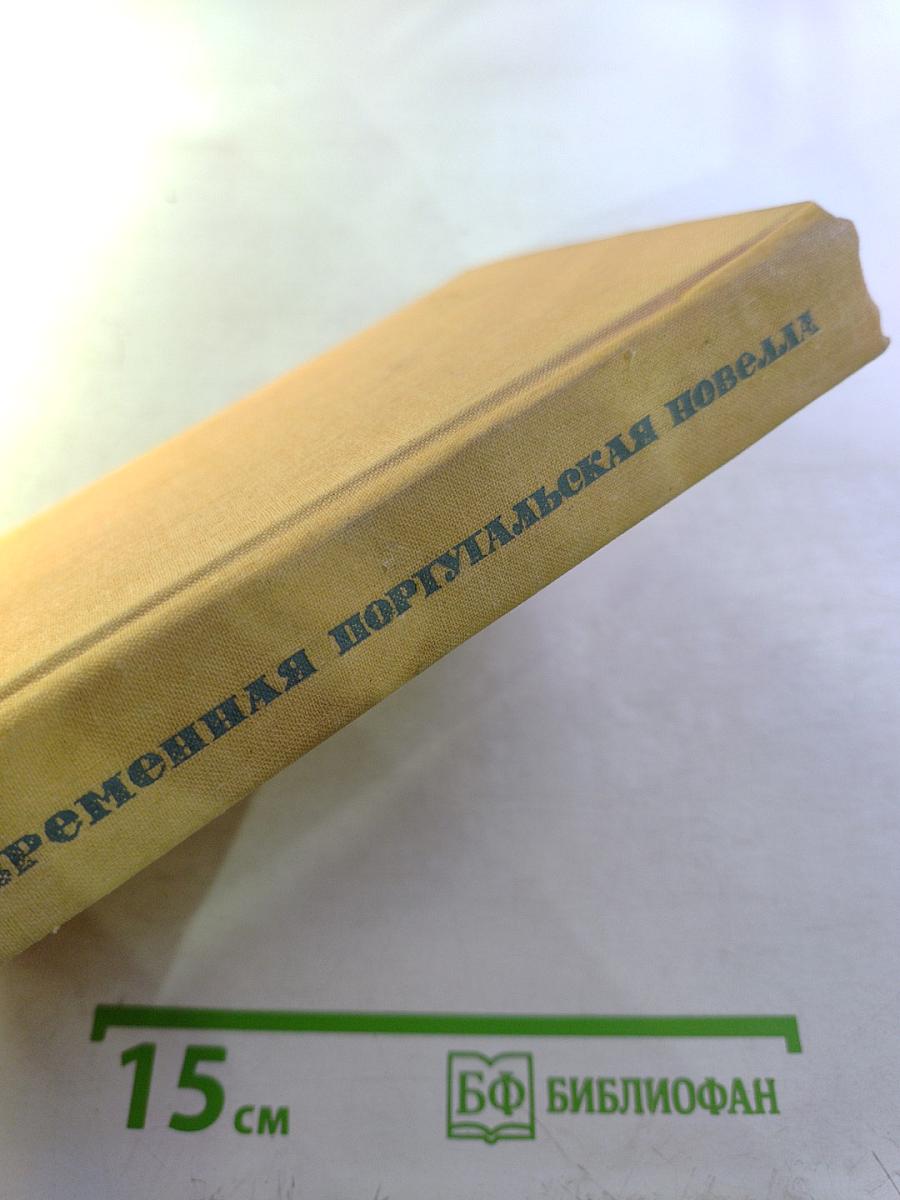 временная португальская новелла
15 см
БФ БИБЛИОФАН